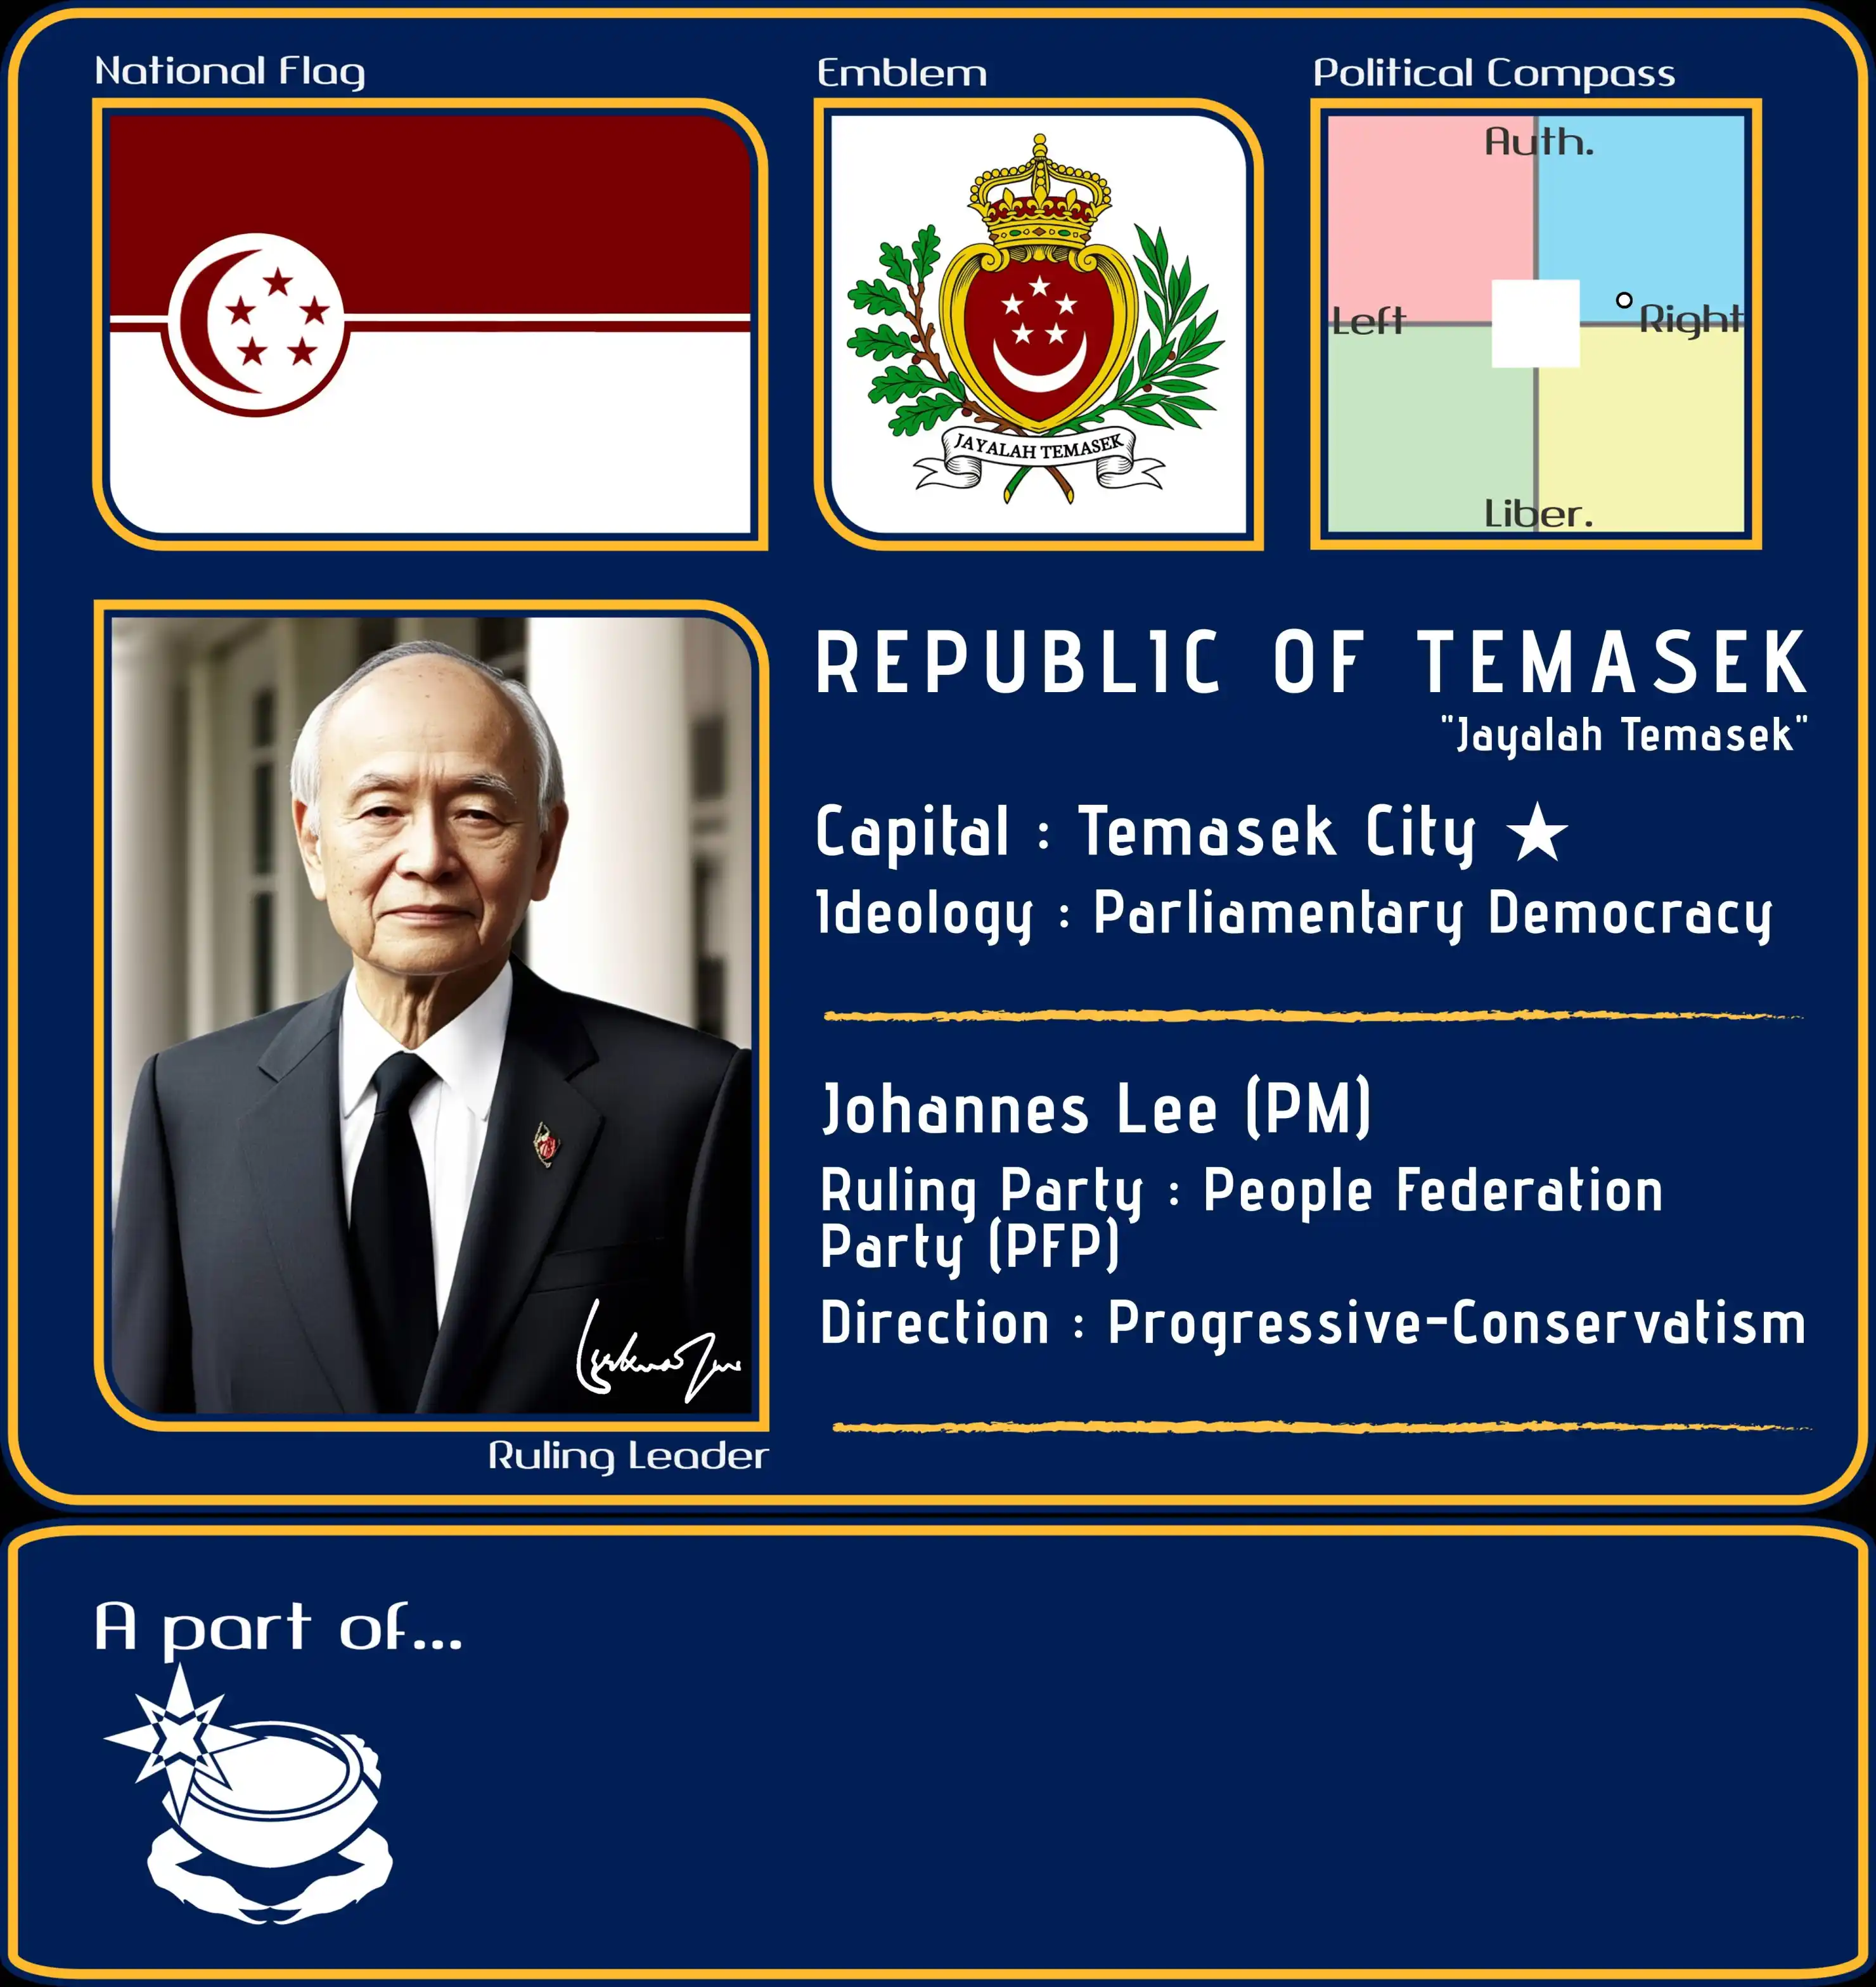 National Flag
Emblem
Political Compass
Auth.
Left
Right
Liber.
JAYALAH TEMASEK
REPUBLIC OF TEMASEK
"Jayalah Temasek"
Capital : Temasek City ★
Ideology : Parliamentary Democracy
Johannes Lee (PM)
Ruling Party : People Federation
Party (PFP)
Direction : Progressive-Conservatism
Ruling Leader
A part of...